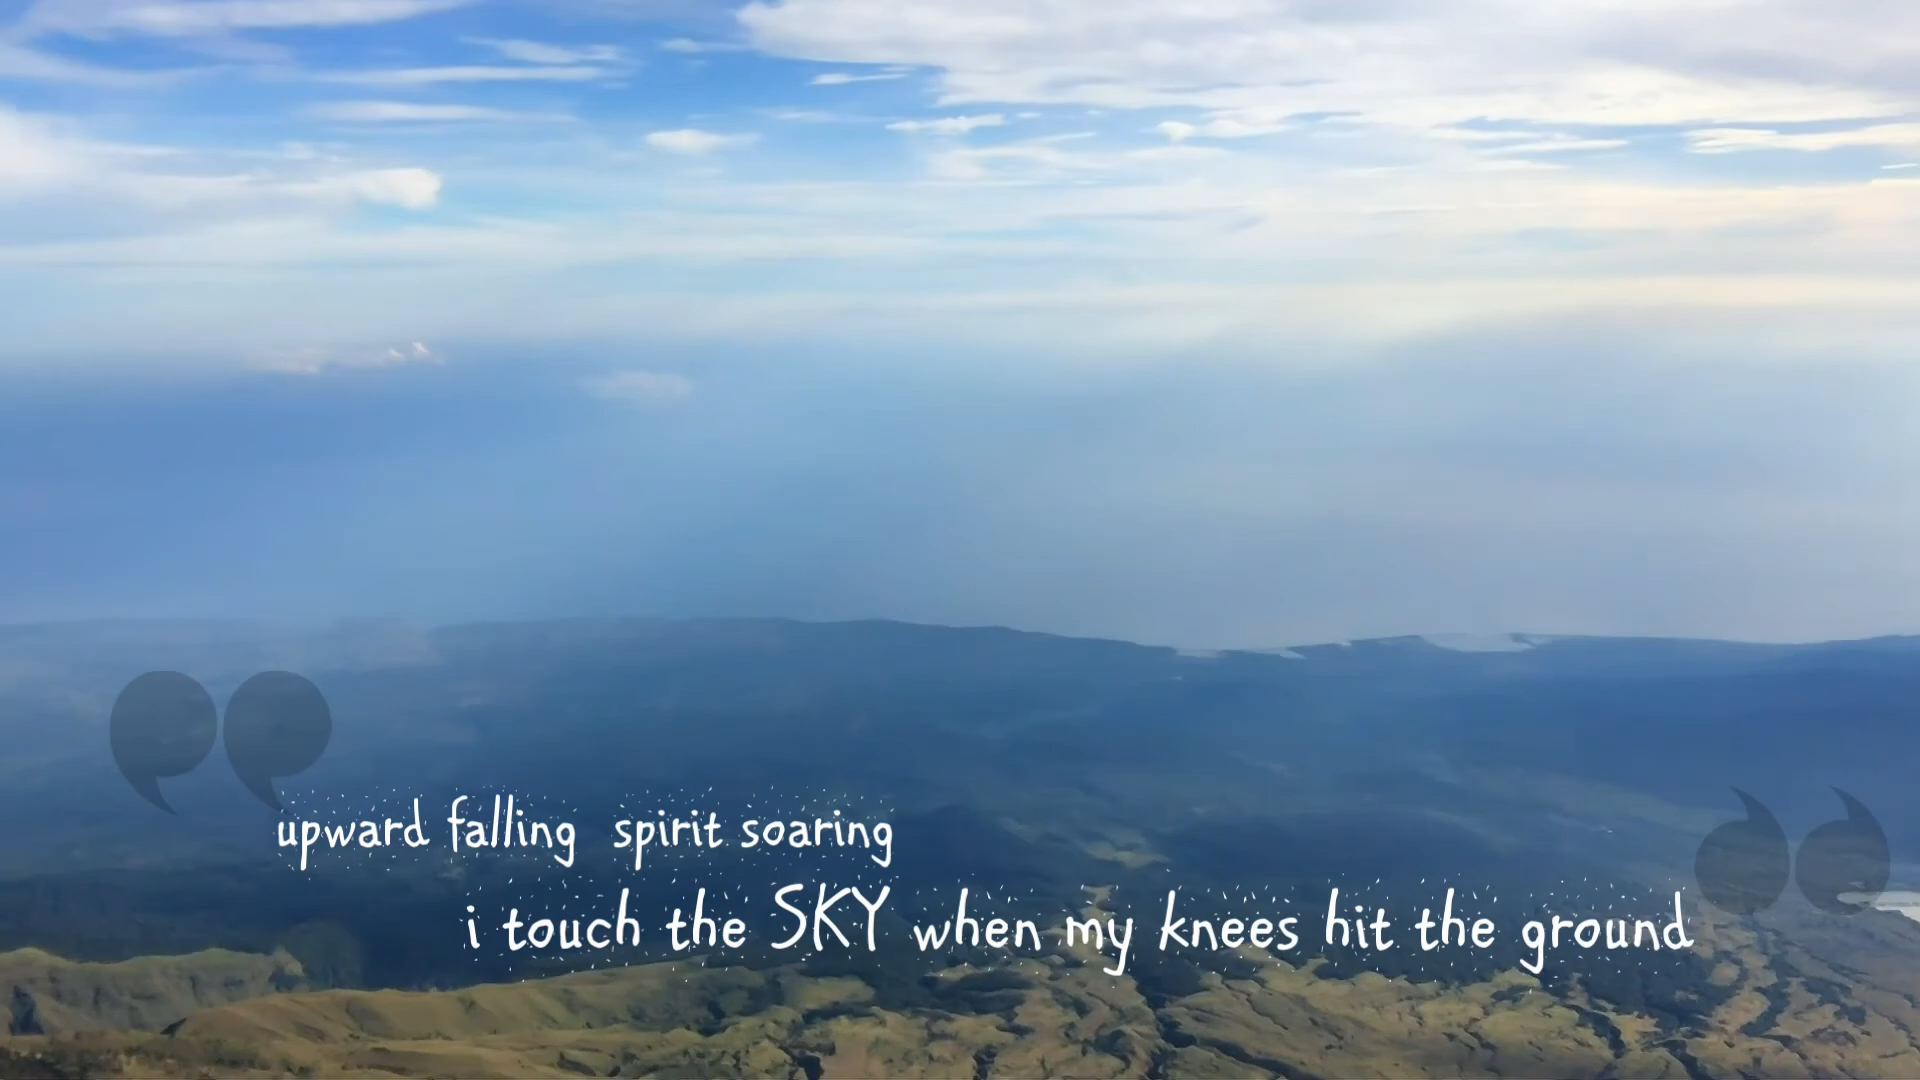 upward falling spirit soaring
i touch the SKY when my knees hit the ground